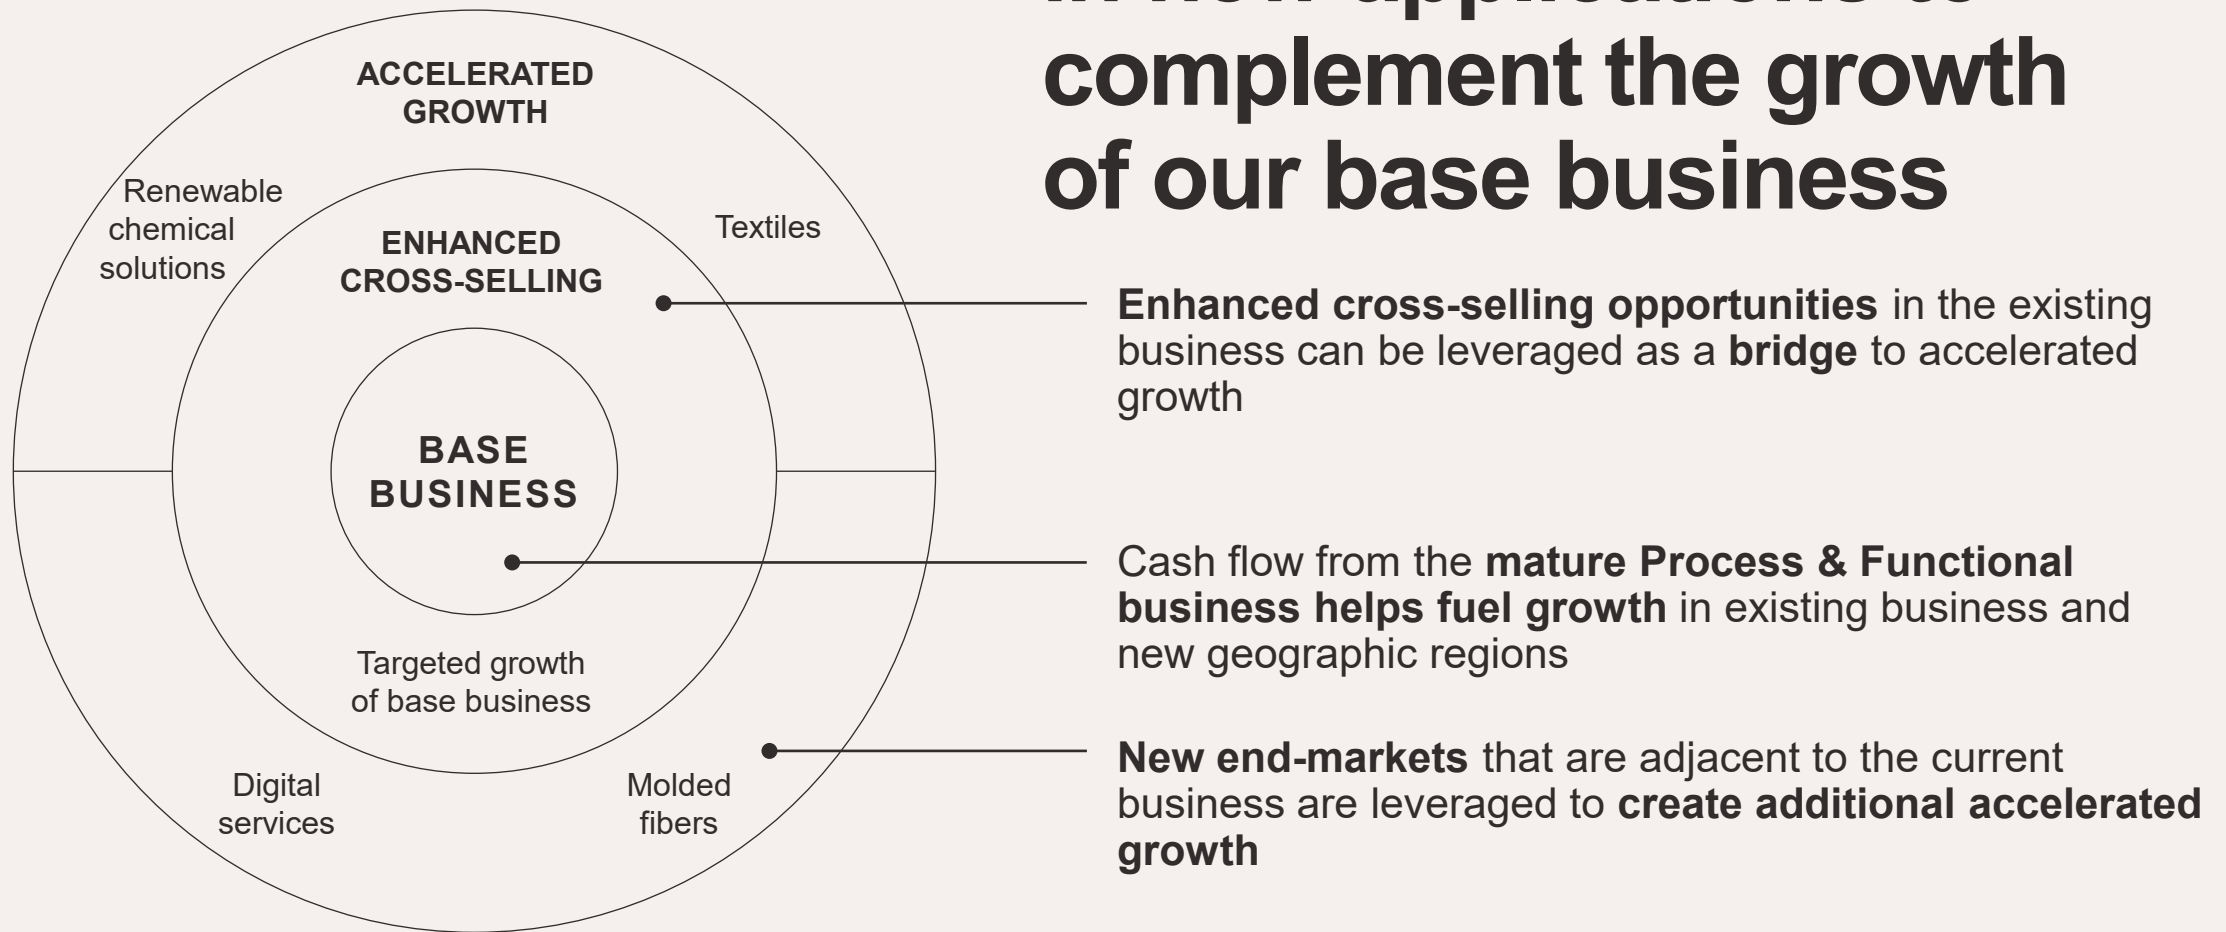 in new applications to
complement the growth
of our base business
ACCELERATED
GROWTH
Renewable
chemical
solutions
Textiles
ENHANCED
CROSS-SELLING
BASE
BUSINESS
Targeted growth
of base business
Digital
services
Molded
fibers
Enhanced cross-selling opportunities in the existing
business can be leveraged as a bridge to accelerated
growth
Cash flow from the mature Process & Functional
business helps fuel growth in existing business and
new geographic regions
New end-markets that are adjacent to the current
business are leveraged to create additional accelerated
growth